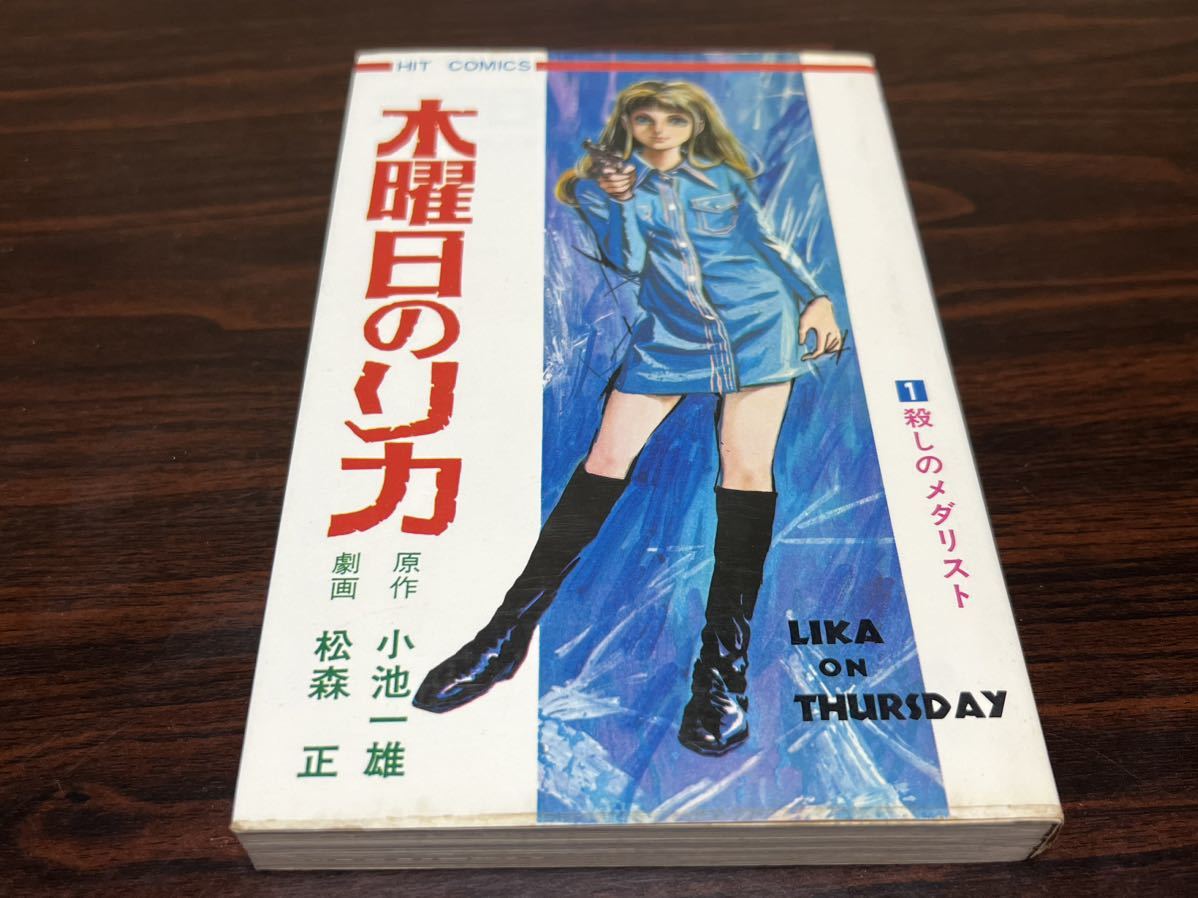 HIT COMICS
木曜日のリカ
原作 小池一雄
劇画 松森 正
1 殺しのメダリスト
LIKA
ON
THURSDAY